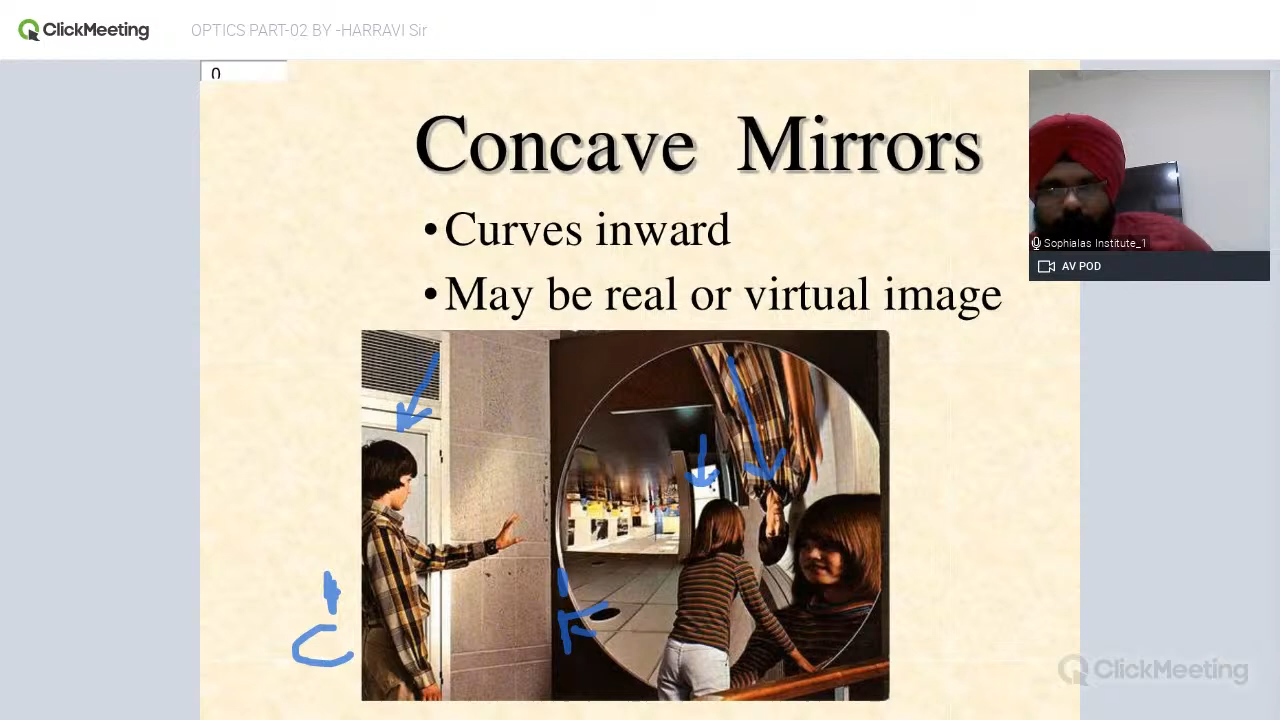 ClickMeeting
OPTICS PART-02 BY -HARRAVI Sir
0
Concave Mirrors
•Curves inward
•May be real or virtual image
Sophialas Institute_1
AV POD
ClickMeeting